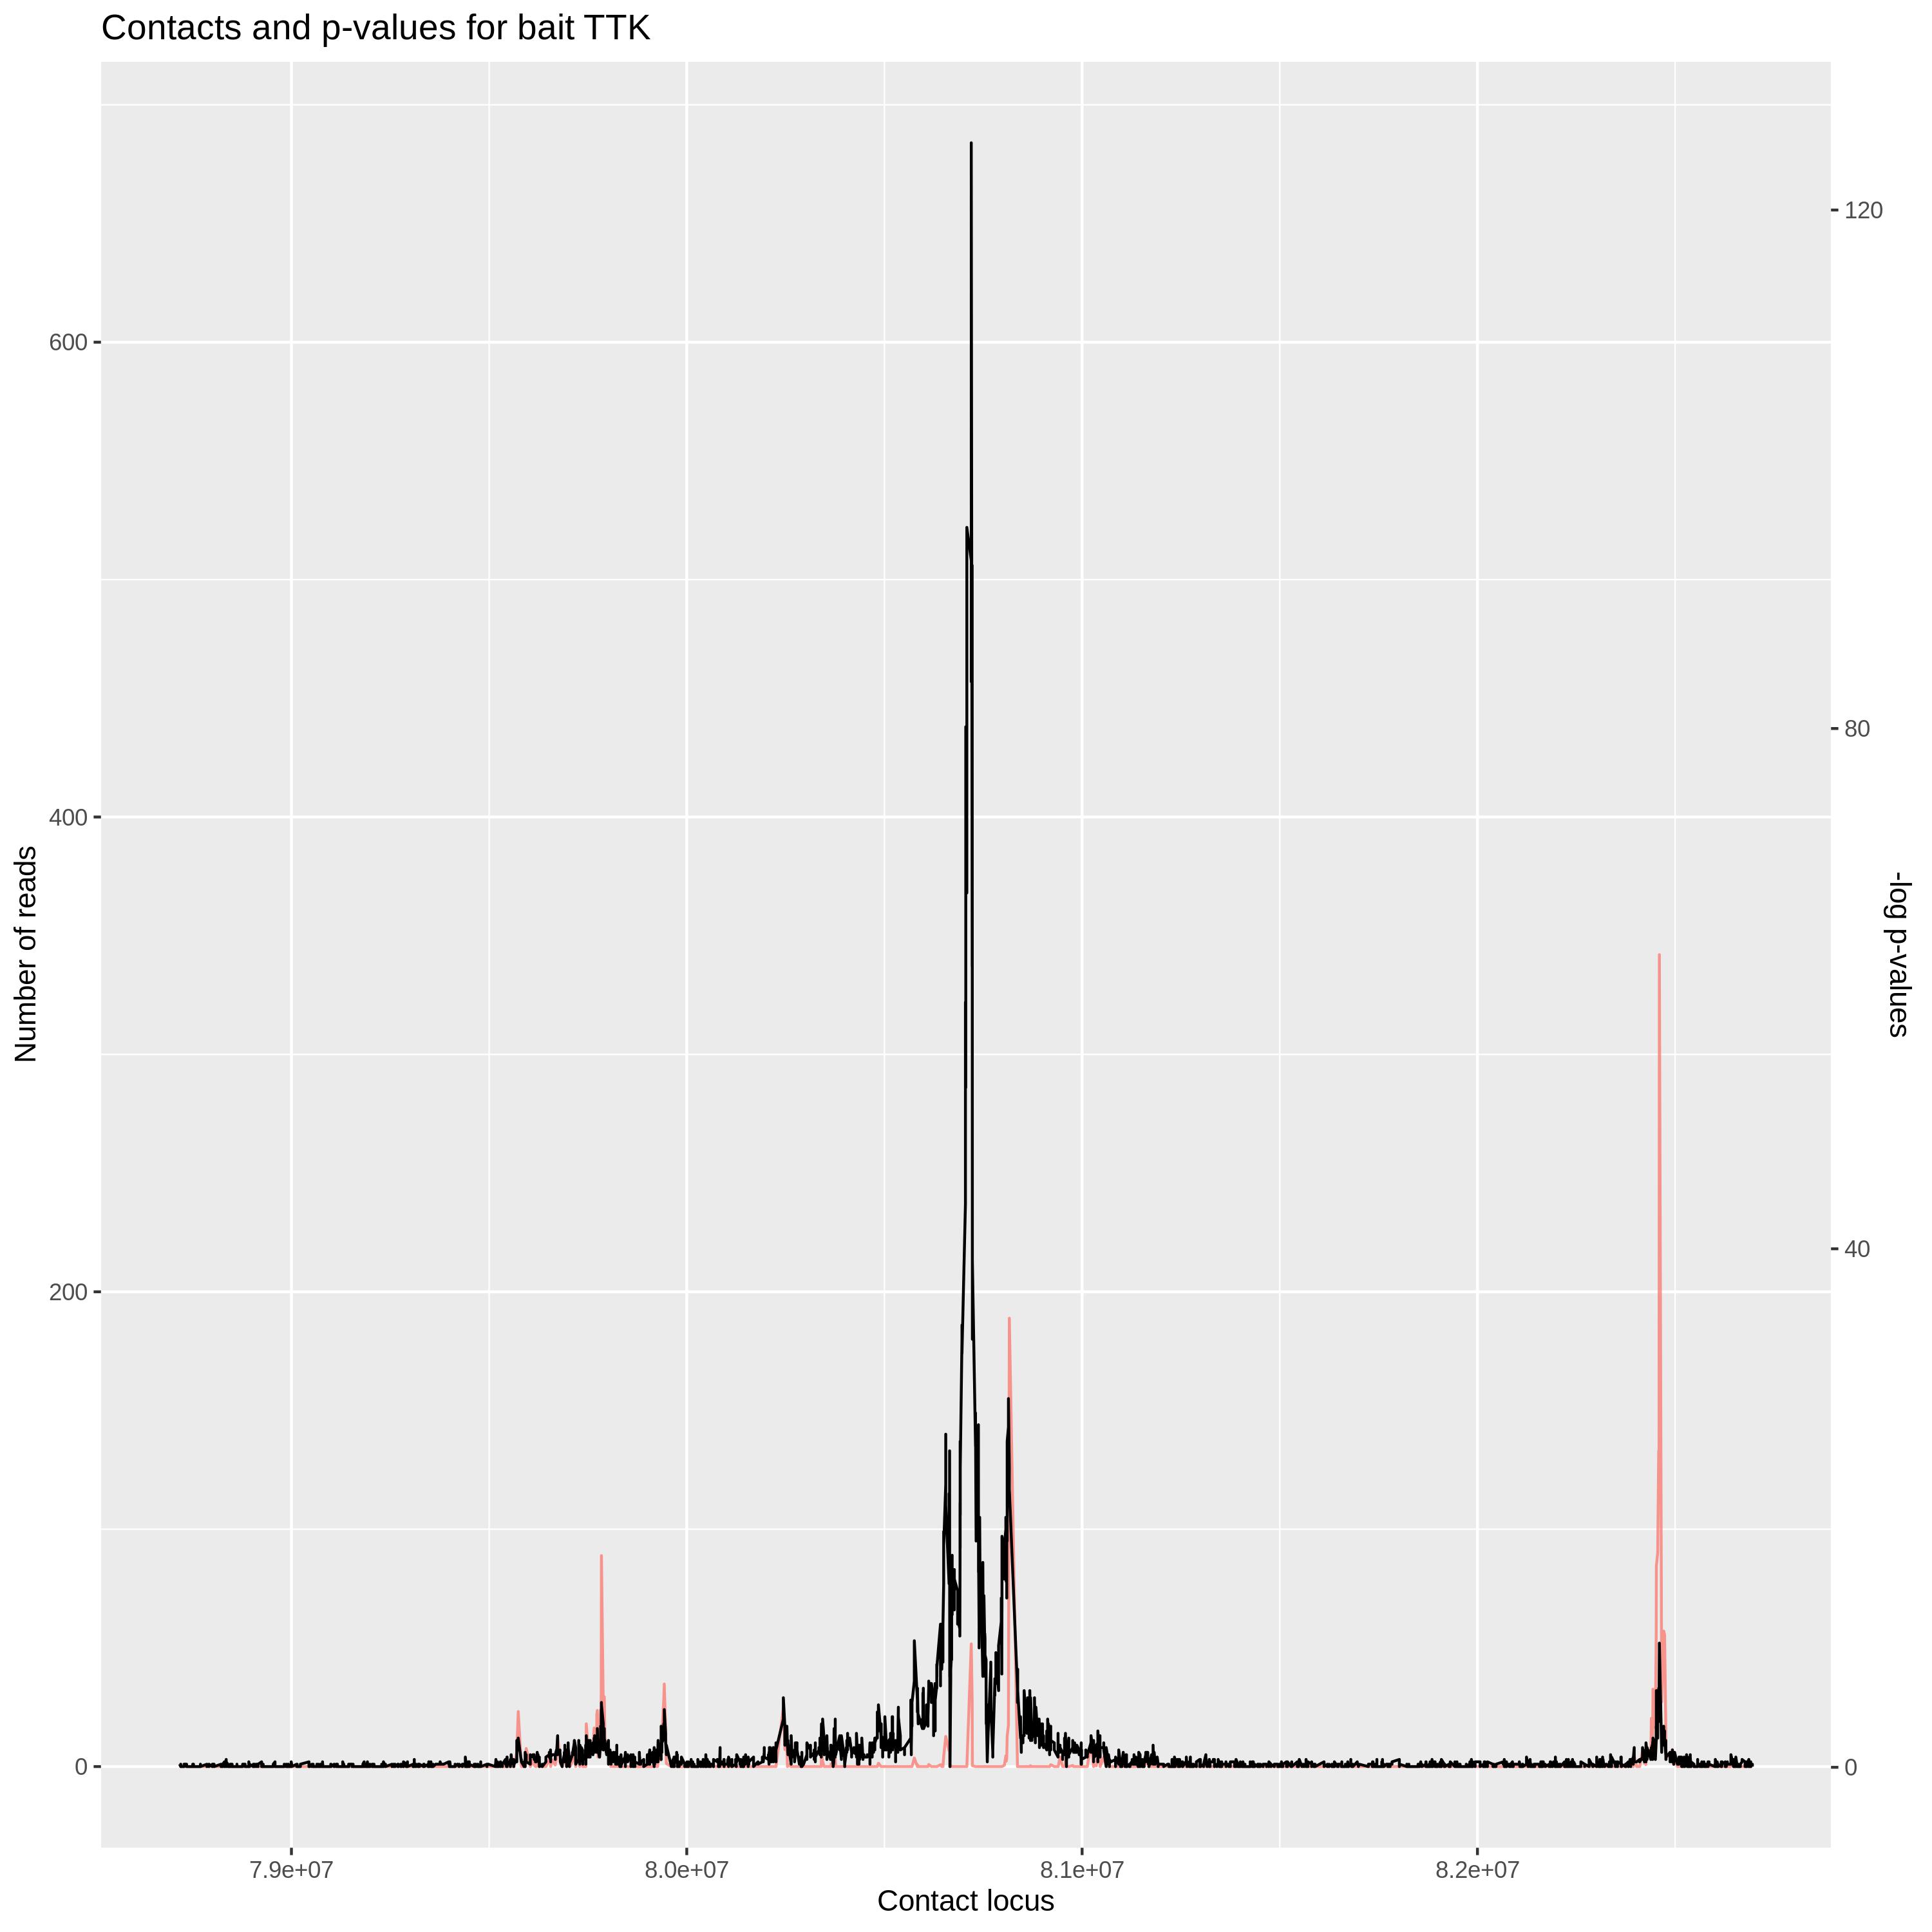 Contacts and p-values for bait TTK
600
400
200
0
Number of reads
120
80
40
0
-log p-values
7.9e+07
8.0e+07
8.1e+07
8.2e+07
Contact locus